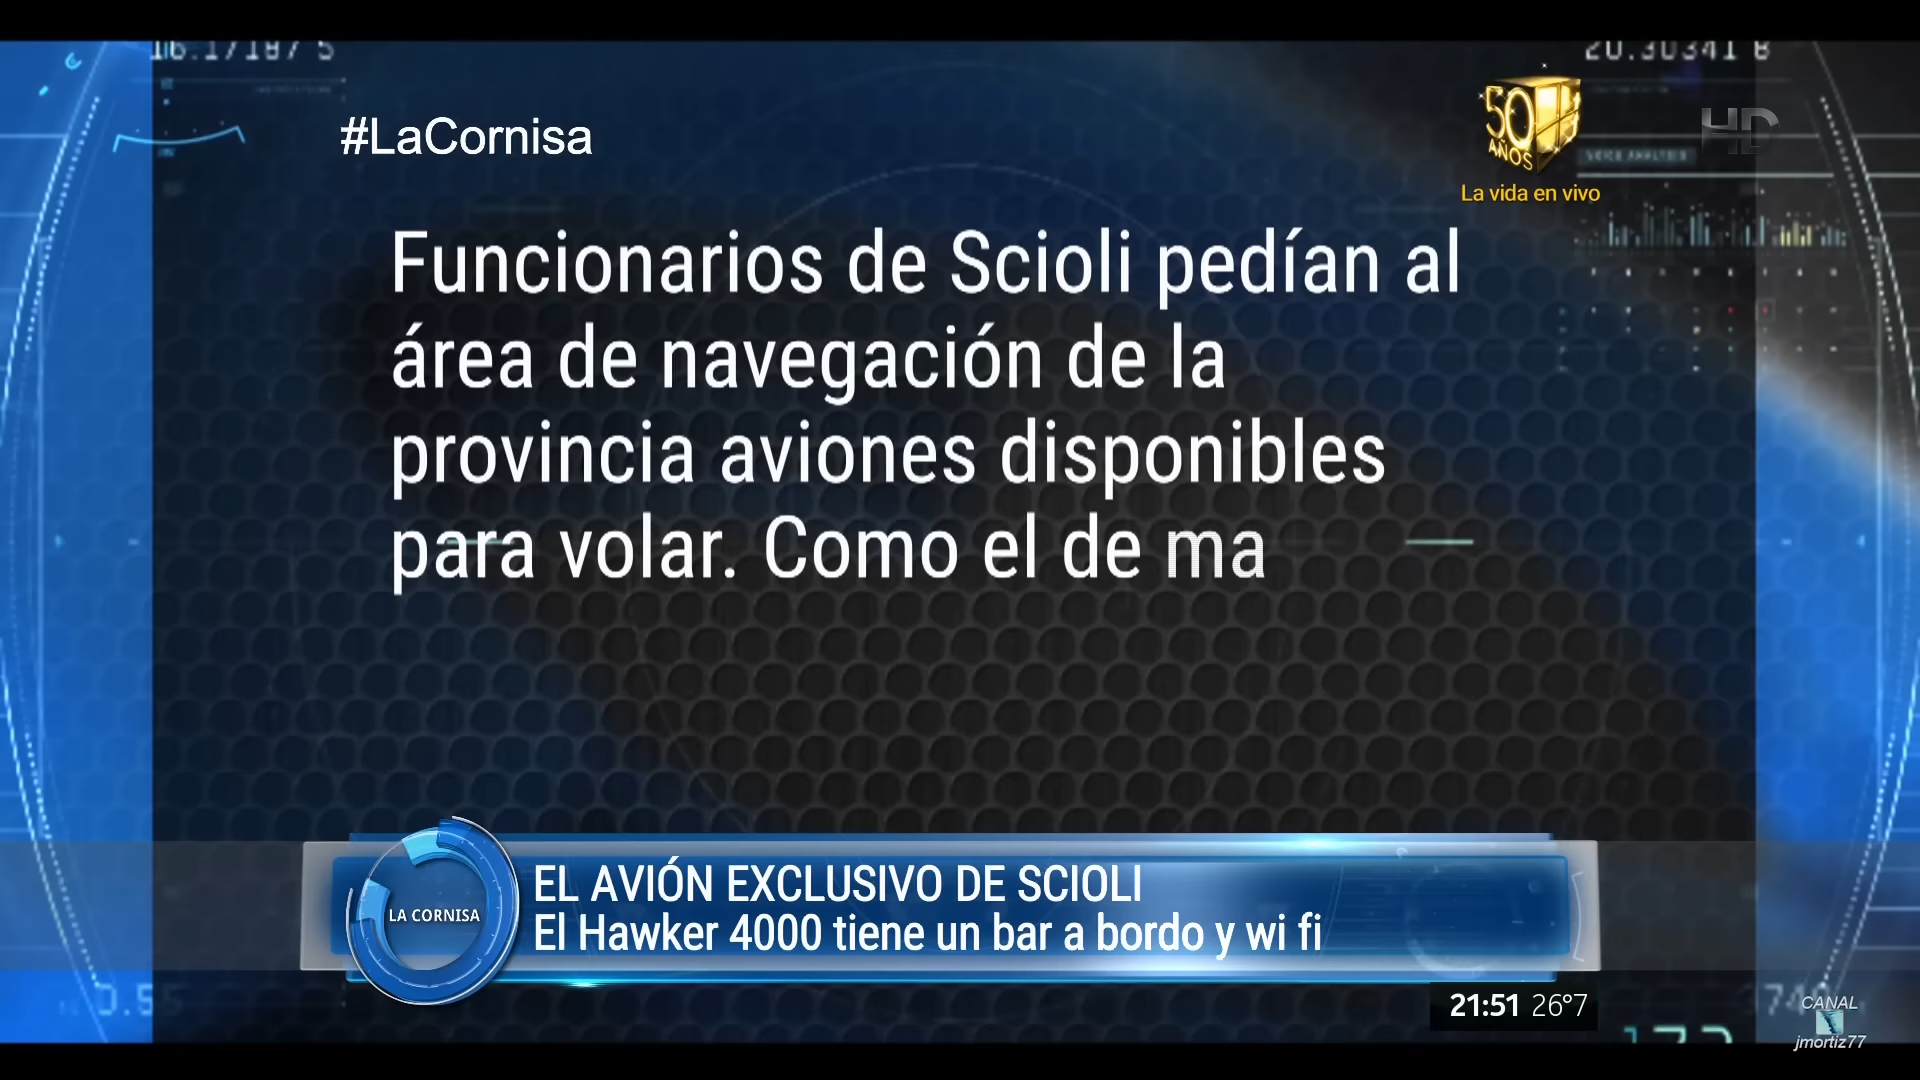 #LaCornisa
50
AÑOS
HD
La vida en vivo
VOICE ANALYSIS
Funcionarios de Scioli pedían al
área de navegación de la
provincia aviones disponibles
para volar. Como el de ma
LA CORNISA
EL AVIÓN EXCLUSIVO DE SCIOLI
El Hawker 4000 tiene un bar a bordo y wi fi
21:51 26°7
CANAL
jmortiz77